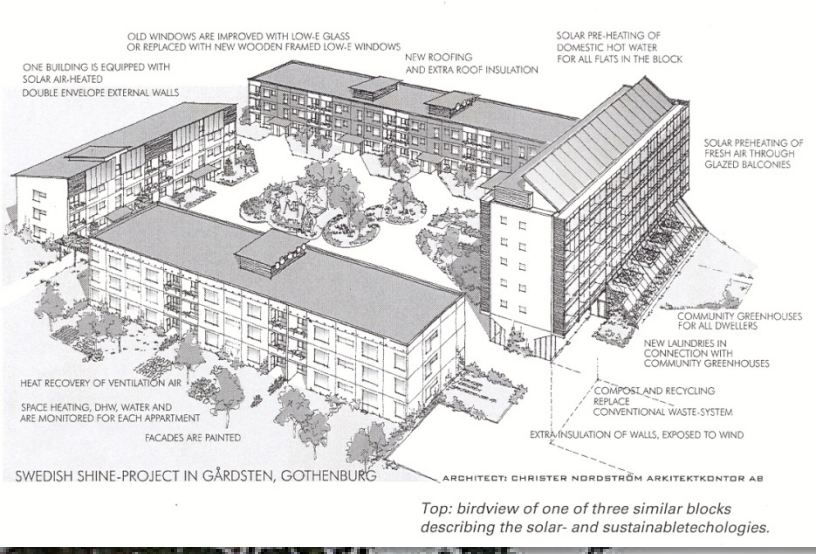 OLD WINDOWS ARE IMPROVED WITH LOW-E GLASS
OR REPLACED WITH NEW WOODEN FRAMED LOW-E WINDOWS
ONE BUILDING IS EQUIPPED WITH
SOLAR AIR-HEATED
DOUBLE ENVELOPE EXTERNAL WALLS
NEW ROOFING
AND EXTRA ROOF INSULATION
SOLAR PRE-HEATING OF
DOMESTIC HOT WATER
FOR ALL FLATS IN THE BLOCK
SOLAR PREHEATING OF
FRESH AIR THROUGH
GLAZED BALCONIES
COMMUNITY GREENHOUSES
FOR ALL DWELLERS
NEW LAUNDRIES IN
CONNECTION WITH
COMMUNITY GREENHOUSES
COMPOST AND RECYCLING
REPLACE
CONVENTIONAL WASTE-SYSTEM
EXTRA INSULATION OF WALLS, EXPOSED TO WIND
HEAT RECOVERY OF VENTILATION AIR
SPACE HEATING, DHW, WATER AND
ARE MONITORED FOR EACH APPARTMENT
FACADES ARE PAINTED
SWEDISH SHINE-PROJECT IN GÅRDSTEN, GOTHENBURG
ARCHITECT: CHRISTER NORDSTRÖM ARKITEKTKONTOR AB
Top: birdview of one of three similar blocks
describing the solar- and sustainabletechologies.